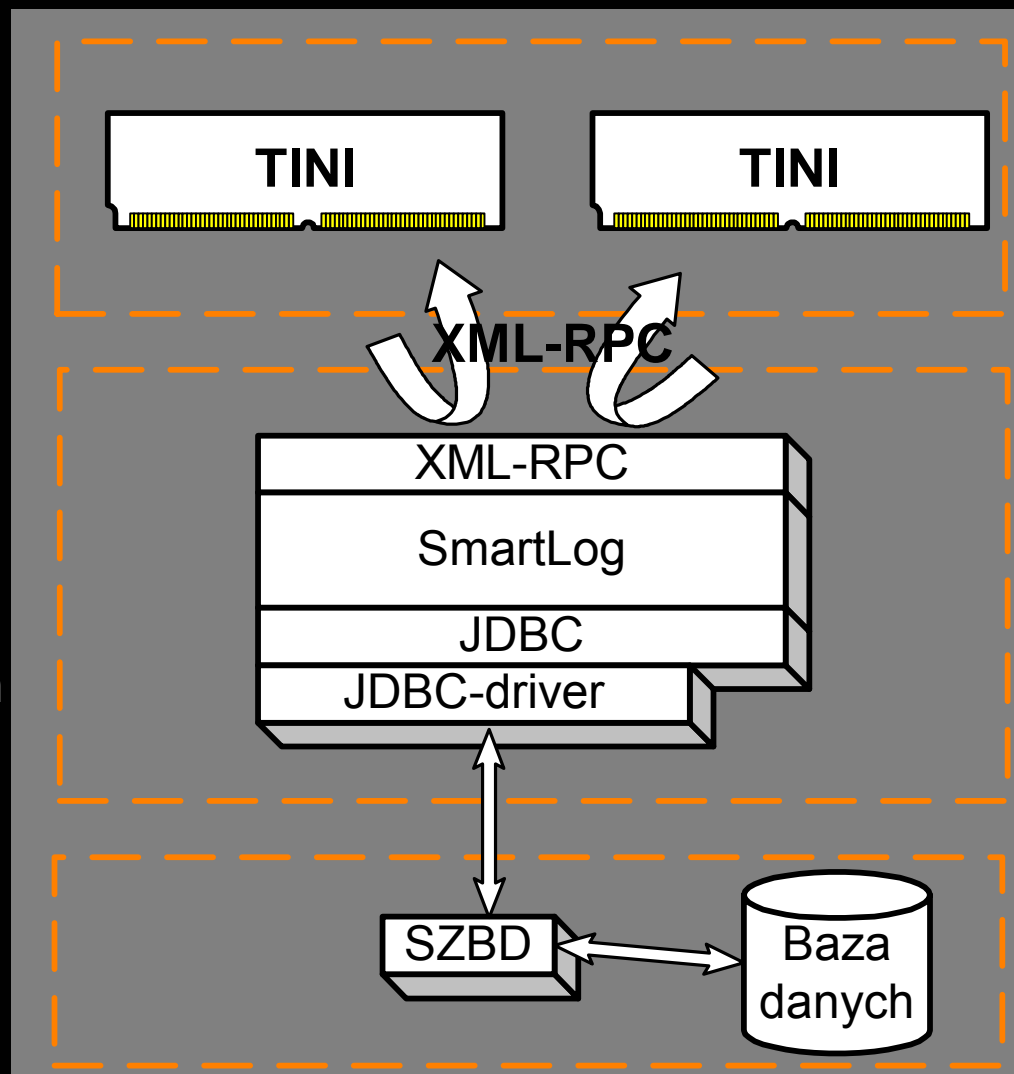 TINI
TINI
XML-RPC
XML-RPC
SmartLog
JDBC
JDBC-driver
SZBD
Baza
danych